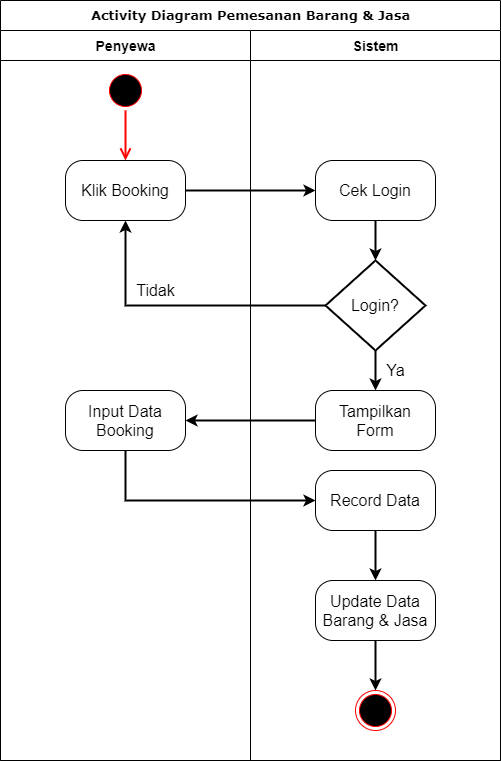 Activity Diagram Pemesanan Barang & Jasa
Penyewa
Sistem
Klik Booking
Cek Login
Login?
Tidak
Ya
Input Data
Booking
Tampilkan
Form
Record Data
Update Data
Barang & Jasa